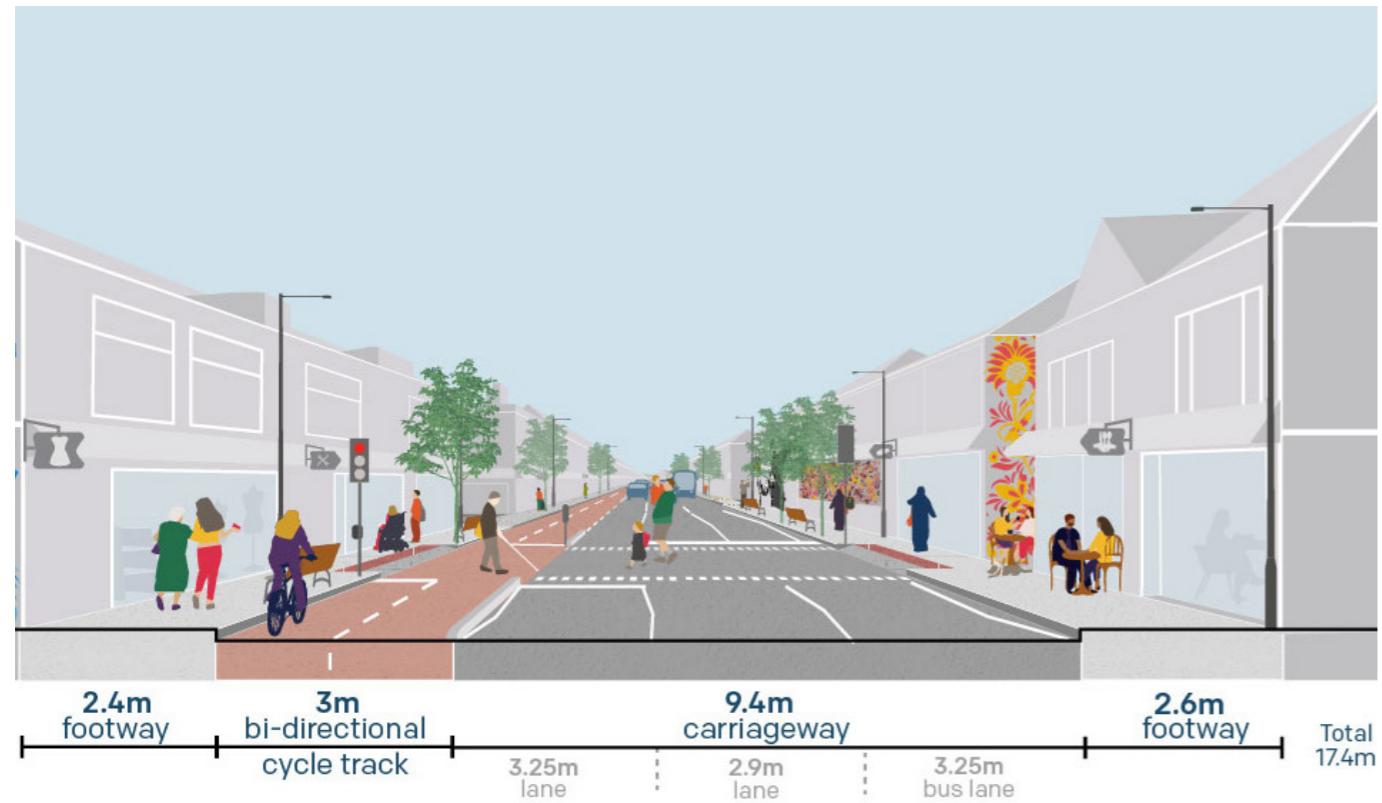 2.4m
footway
3m
bi-directional
cycle track
9.4m
carriageway
2.6m
footway
Total
17.4m
3.25m
lane
2.9m
lane
3.25m
bus lane